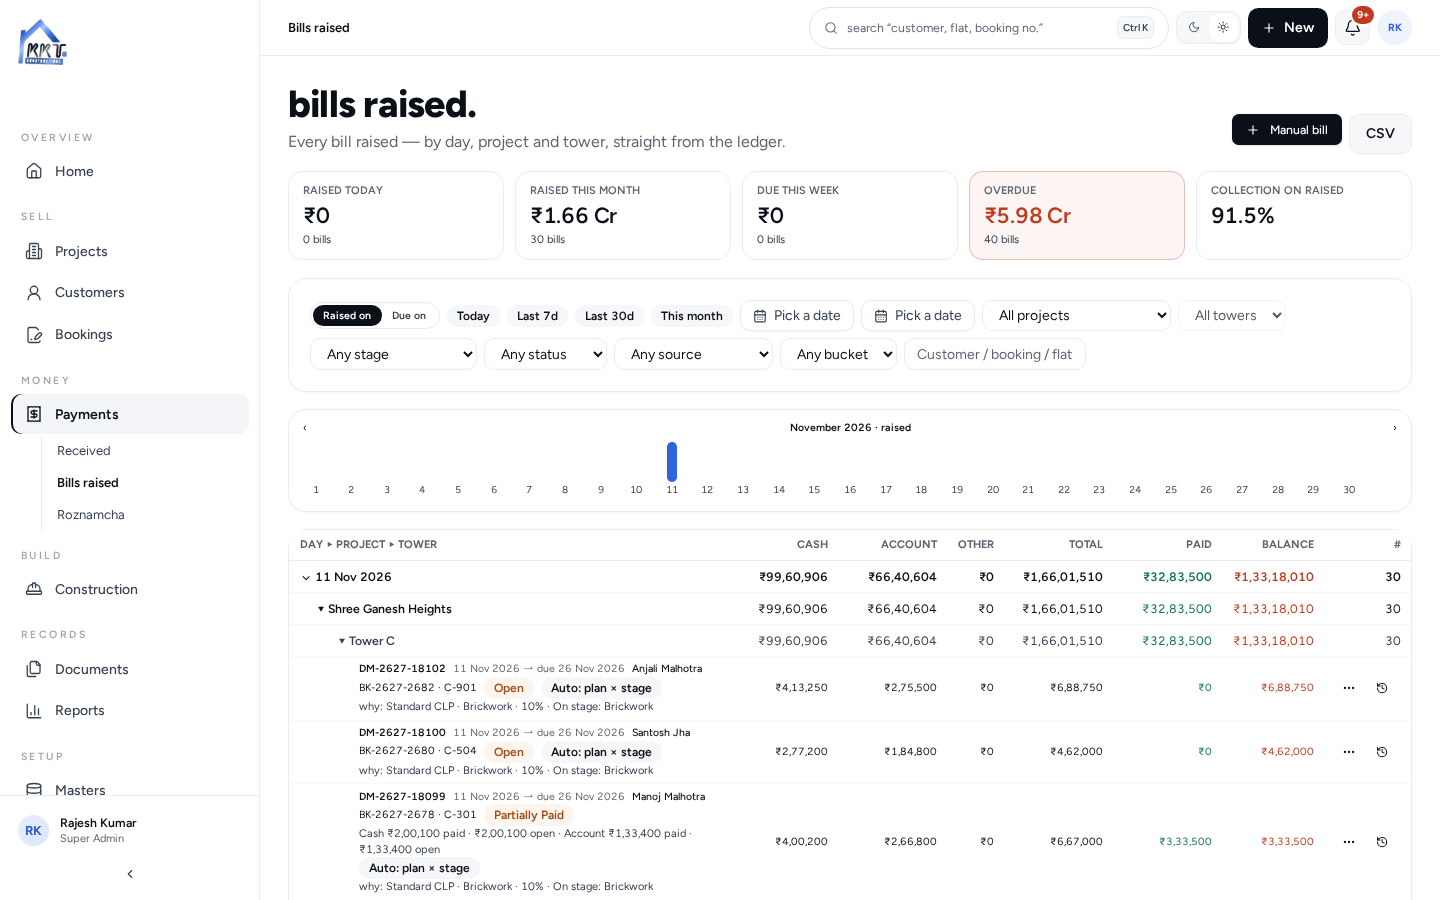 RKT
CONSTRUCTIONS
Bills raised
search “customer, flat, booking no.”
Ctrl K
+ New
9+
RK
OVERVIEW
Home
SELL
Projects
Customers
Bookings
MONEY
Payments
Received
Bills raised
Roznamcha
BUILD
Construction
RECORDS
Documents
Reports
SETUP
Masters
RK
Rajesh Kumar
Super Admin
bills raised.
Every bill raised — by day, project and tower, straight from the ledger.
+ Manual bill
CSV
RAISED TODAY
₹0
0 bills
RAISED THIS MONTH
₹1.66 Cr
30 bills
DUE THIS WEEK
₹0
0 bills
OVERDUE
₹5.98 Cr
40 bills
COLLECTION ON RAISED
91.5%
Raised on Due on Today Last 7d Last 30d This month Pick a date Pick a date All projects All towers
Any stage Any status Any source Any bucket Customer / booking / flat
‹ November 2026 · raised ›
1 2 3 4 5 6 7 8 9 10 11 12 13 14 15 16 17 18 19 20 21 22 23 24 25 26 27 28 29 30
DAY ▸ PROJECT ▸ TOWER CASH ACCOUNT OTHER TOTAL PAID BALANCE #
11 Nov 2026 ₹99,60,906 ₹66,40,604 ₹0 ₹1,66,01,510 ₹32,83,500 ₹1,33,18,010 30
▾ Shree Ganesh Heights ₹99,60,906 ₹66,40,604 ₹0 ₹1,66,01,510 ₹32,83,500 ₹1,33,18,010 30
▾ Tower C ₹99,60,906 ₹66,40,604 ₹0 ₹1,66,01,510 ₹32,83,500 ₹1,33,18,010 30
DM-2627-18102 11 Nov 2026 → due 26 Nov 2026 Anjali Malhotra
BK-2627-2682 · C-901 Open Auto: plan × stage ₹4,13,250 ₹2,75,500 ₹0 ₹6,88,750 ₹0 ₹6,88,750 ···
why: Standard CLP · Brickwork · 10% · On stage: Brickwork
DM-2627-18100 11 Nov 2026 → due 26 Nov 2026 Santosh Jha
BK-2627-2680 · C-504 Open Auto: plan × stage ₹2,77,200 ₹1,84,800 ₹0 ₹4,62,000 ₹0 ₹4,62,000 ···
why: Standard CLP · Brickwork · 10% · On stage: Brickwork
DM-2627-18099 11 Nov 2026 → due 26 Nov 2026 Manoj Malhotra
BK-2627-2678 · C-301 Partially Paid
Cash ₹2,00,100 paid · ₹2,00,100 open · Account ₹1,33,400 paid ·
₹1,33,400 open ₹4,00,200 ₹2,66,800 ₹0 ₹6,67,000 ₹3,33,500 ₹3,33,500 ···
Auto: plan × stage
why: Standard CLP · Brickwork · 10% · On stage: Brickwork